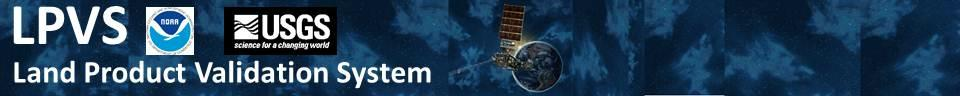 LPVS
NOAA
USGS
science for a changing world
Land Product Validation System